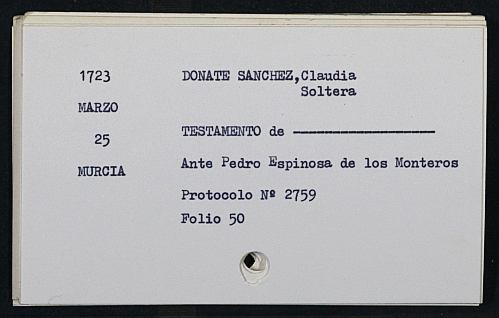 1723 DONATE SANCHEZ,Claudia
Soltera
MARZO
25 TESTAMENTO de --------------------
MURCIA Ante Pedro Espinosa de los Monteros
Protocolo Nº 2759
Folio 50